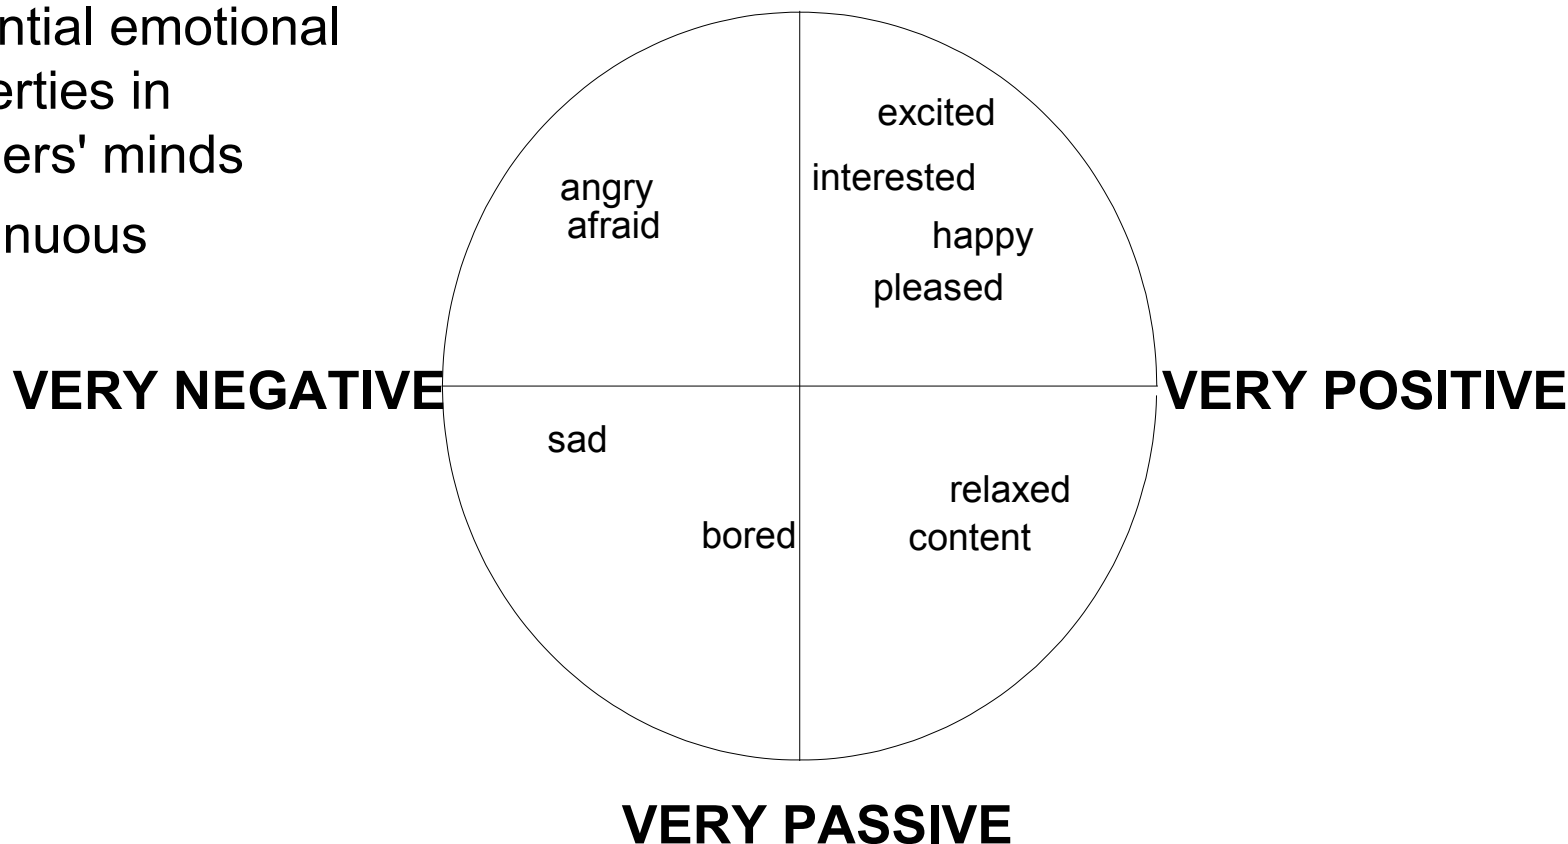 ntial emotional
erties in
ers' minds
nuous
excited
interested
angry
afraid
happy
pleased
VERY NEGATIVE
VERY POSITIVE
sad
relaxed
bored
content
VERY PASSIVE